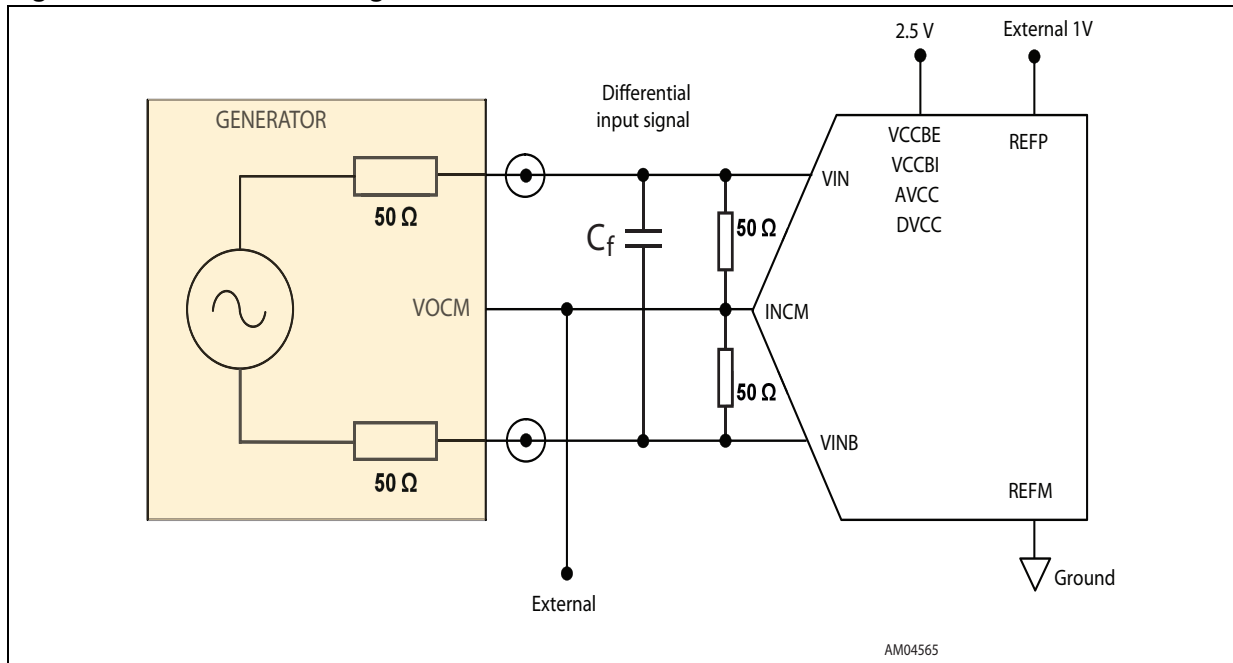 2.5 V
External 1V
Differential
input signal
GENERATOR
VCCBE
VCCBI
AVCC
DVCC
REFP
VIN
50 Ω
50 Ω
Cf
VOCM
INCM
50 Ω
50 Ω
VINB
REFM
Ground
External
AM04565